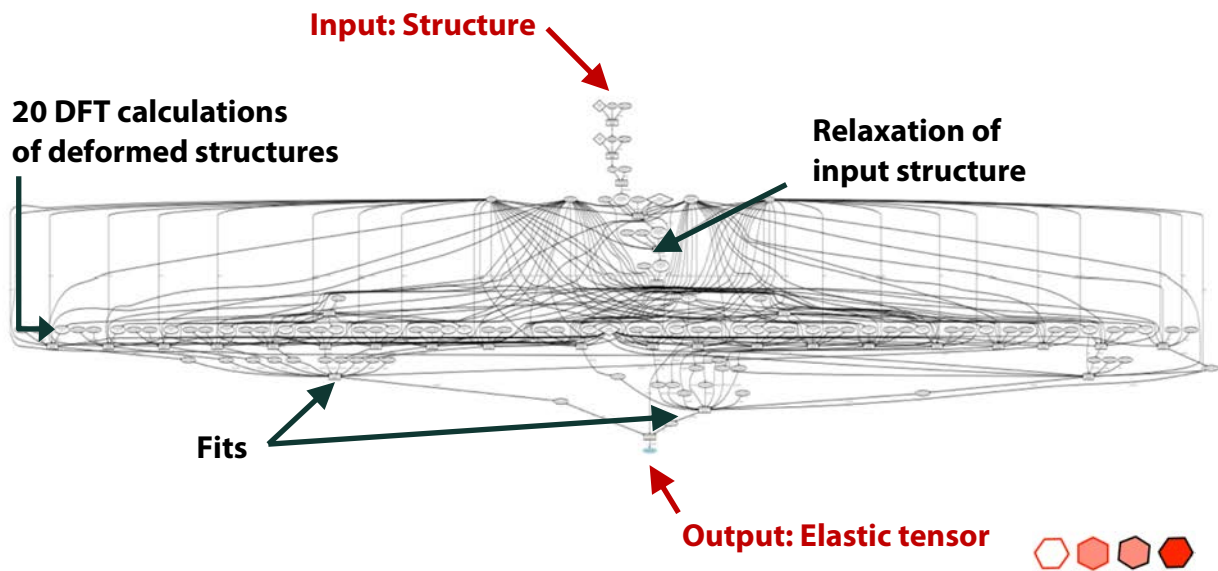 Input: Structure
20 DFT calculations
of deformed structures
Relaxation of
input structure
Fits
Output: Elastic tensor